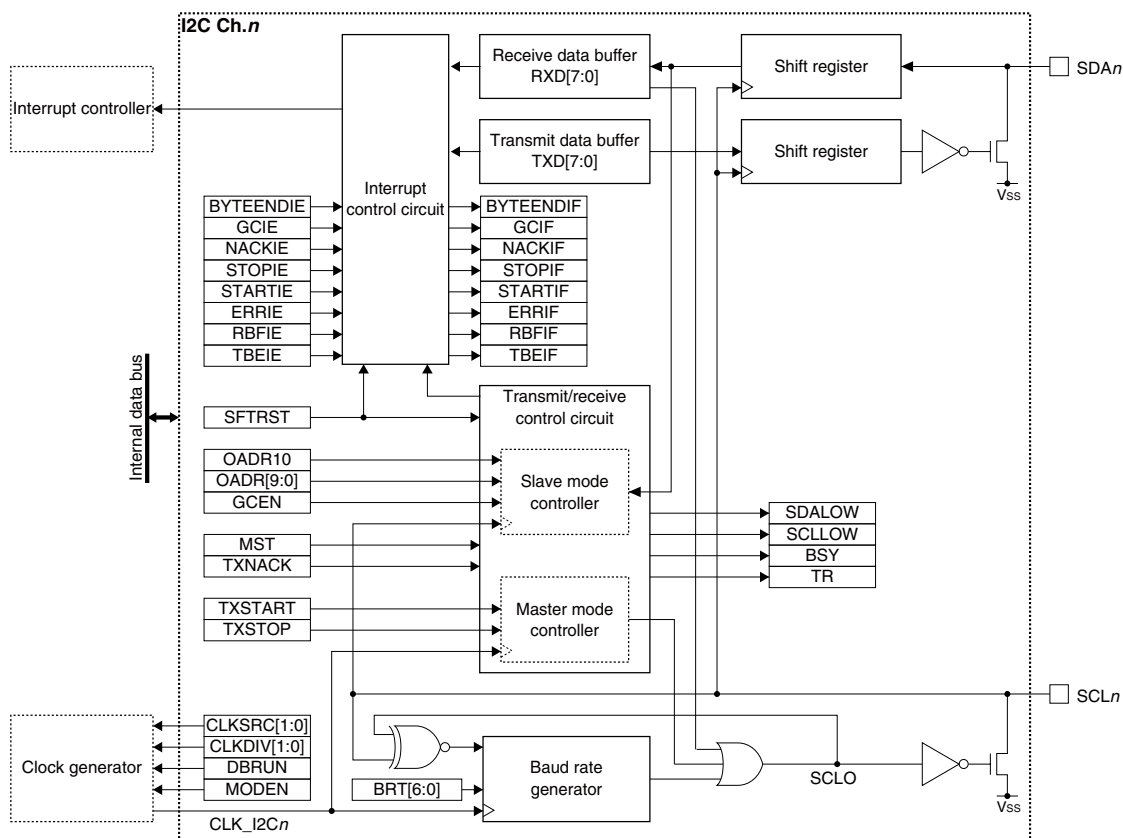 I2C Ch.n
Interrupt controller
Interrupt
control circuit
Receive data buffer
RXD[7:0]
Shift register
SDAn
Transmit data buffer
TXD[7:0]
Shift register
VSS
BYTEENDIE
GCIE
NACKIE
STOPIE
STARTIE
ERRIE
RBFIE
TBEIE
BYTEENDIF
GCIF
NACKIF
STOPIF
STARTIF
ERRIF
RBFIF
TBEIF
Internal data bus
SFTRST
Transmit/receive
control circuit
OADR10
OADR[9:0]
GCEN
Slave mode
controller
MST
TXNACK
SDALOW
SCLLOW
BSY
TR
TXSTART
TXSTOP
Master mode
controller
SCLn
Clock generator
CLKSRC[1:0]
CLKDIV[1:0]
DBRUN
MODEN
BRT[6:0]
Baud rate
generator
SCLO
VSS
CLK_I2Cn